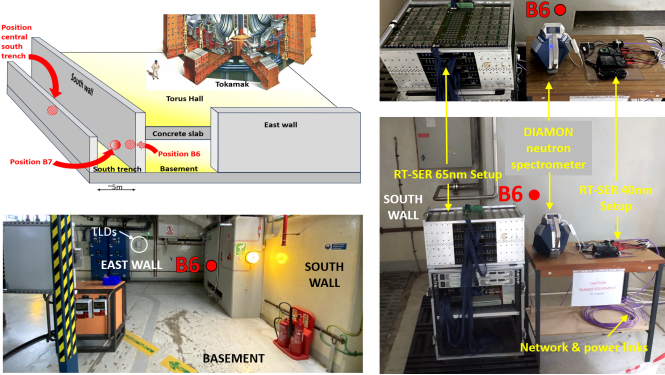 Position
central
south
trench
South wall
Tokamak
Torus Hall
East wall
Concrete slab
Position B7
Position B6
South trench
Basement
~5m
TLDs
EAST WALL
B6
SOUTH
WALL
BASEMENT
B6
DIAMON
neutron
spectrometer
RT-SER 65nm Setup
B6
RT-SER 40nm
Setup
SOUTH
WALL
Network & power links